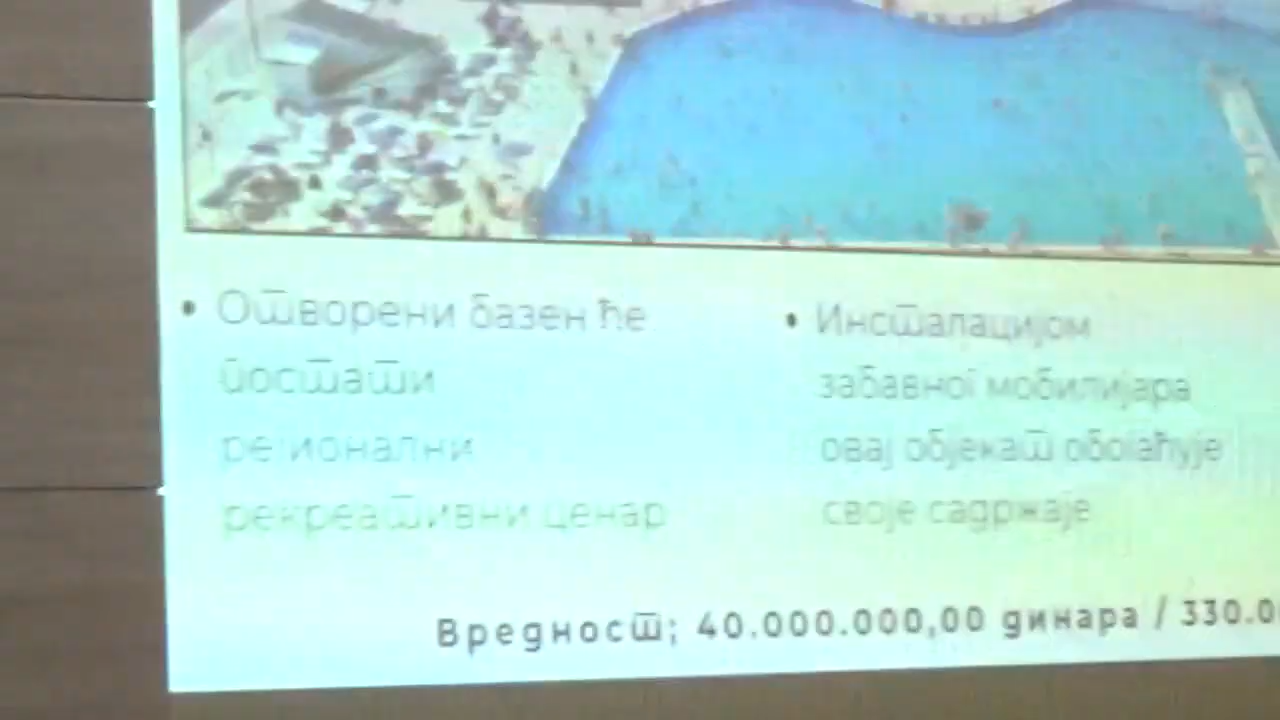 • Отворени базен ће
постати
регионални
рекреативни ценар
• Инсталацијом
забавног мобилијара
овај објекат обогаћује
своје садржаје
Вредност; 40.000.000,00 динара / 330.0